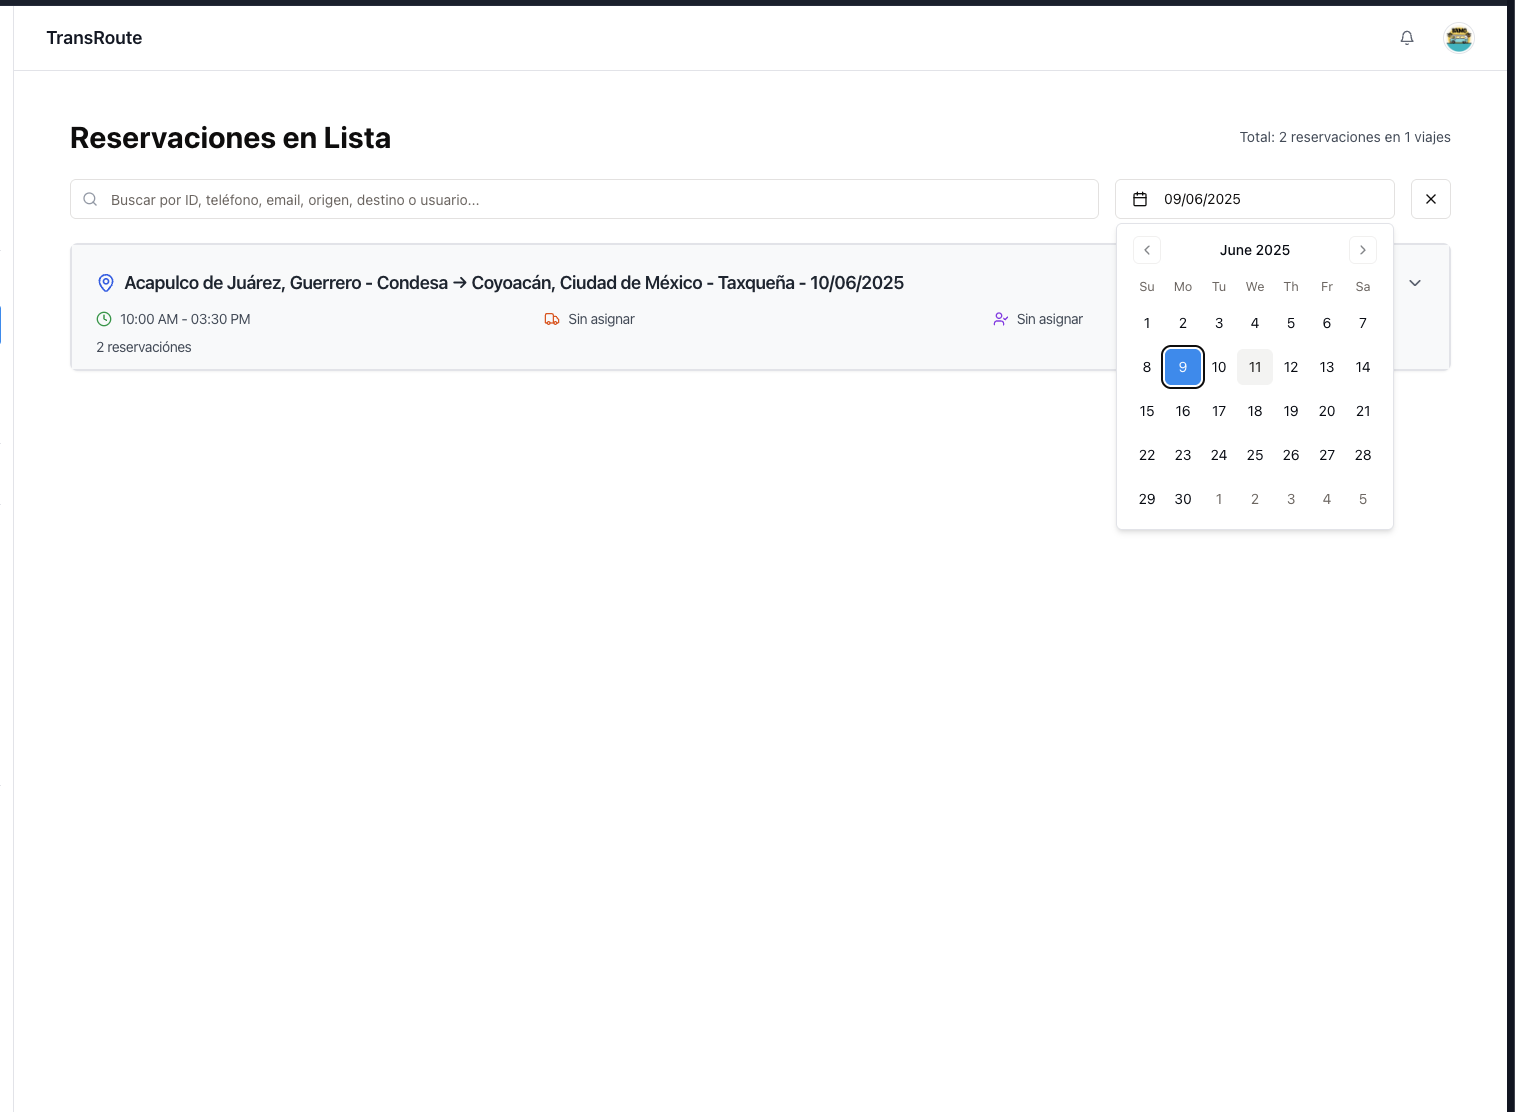 TransRoute
Reservaciones en Lista
Total: 2 reservaciones en 1 viajes
Buscar por ID, teléfono, email, origen, destino o usuario...
09/06/2025
June 2025
Su Mo Tu We Th Fr Sa
1 2 3 4 5 6 7
8 9 10 11 12 13 14
15 16 17 18 19 20 21
22 23 24 25 26 27 28
29 30 1 2 3 4 5
Acapulco de Juárez, Guerrero - Condesa → Coyoacán, Ciudad de México - Taxqueña - 10/06/2025
10:00 AM - 03:30 PM
Sin asignar
Sin asignar
2 reservaciónes